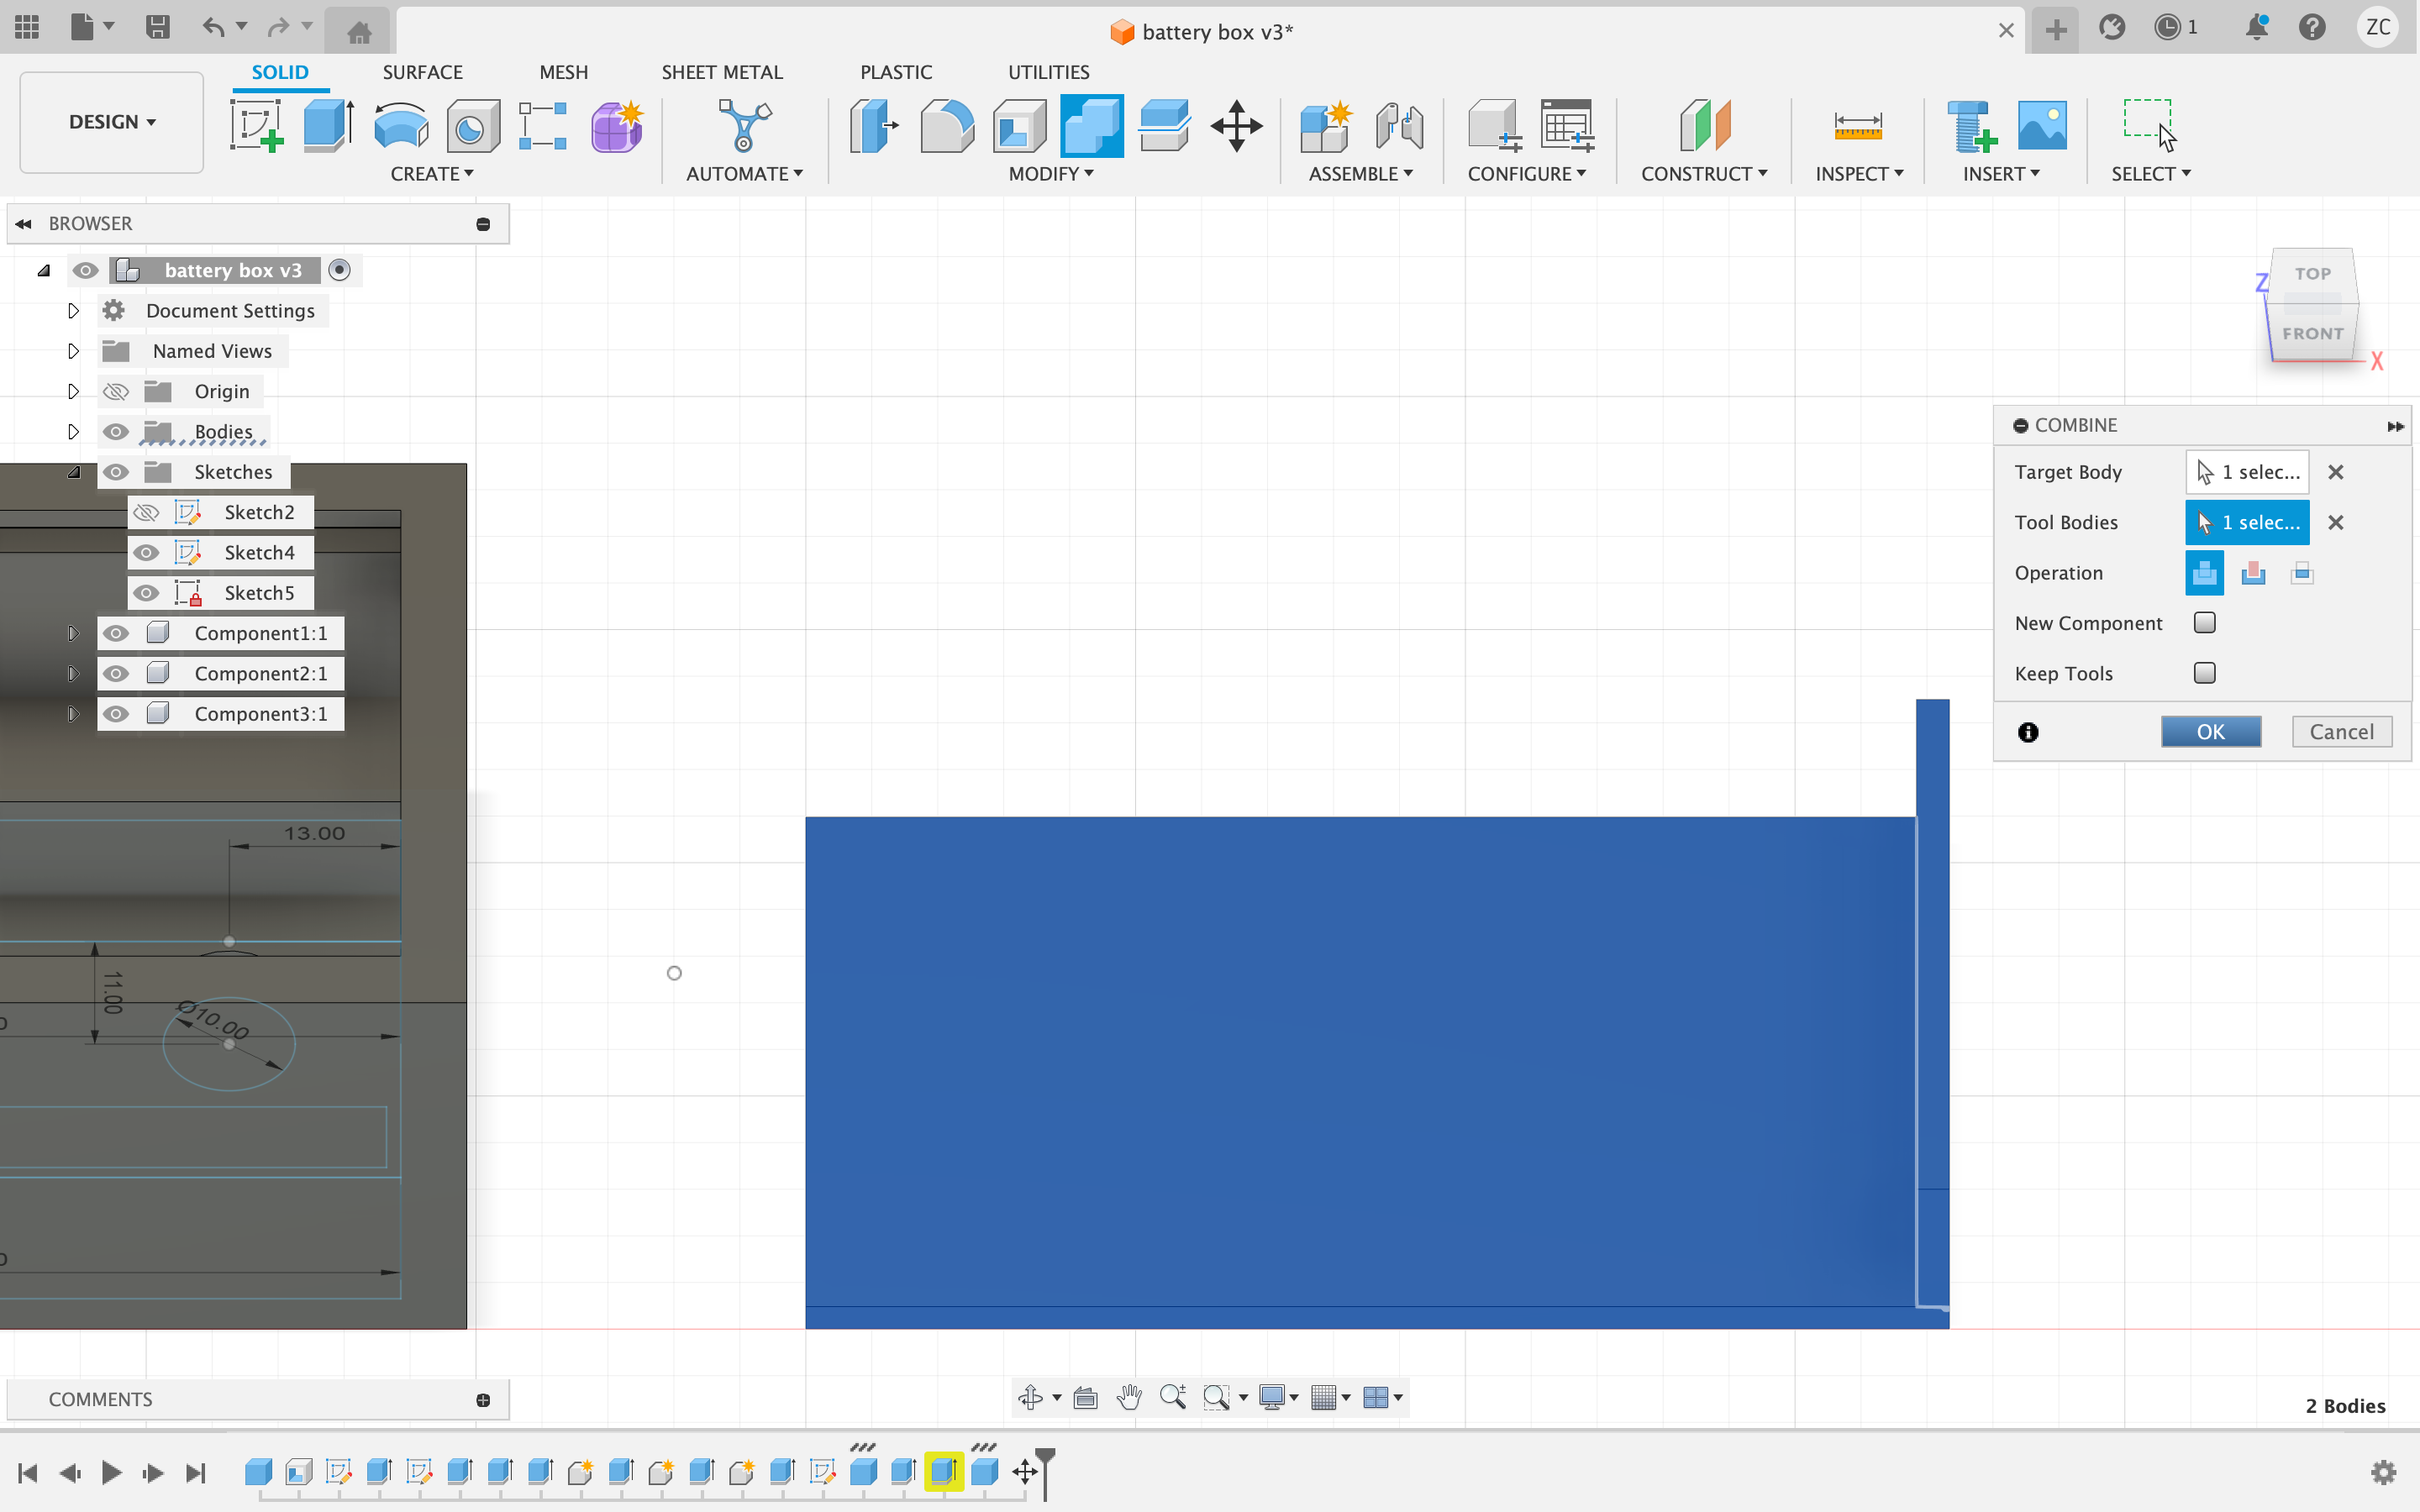 battery box v3*
1
ZC
DESIGN
SOLID
SURFACE
MESH
SHEET METAL
PLASTIC
UTILITIES
CREATE
AUTOMATE
MODIFY
ASSEMBLE
CONFIGURE
CONSTRUCT
INSPECT
INSERT
SELECT
BROWSER
battery box v3
Document Settings
Named Views
Origin
Bodies
Sketches
Sketch2
Sketch4
Sketch5
Component1:1
Component2:1
Component3:1
13.00
11.00
Ø10.00
0
0
Z
TOP
FRONT
X
COMBINE
Target Body
1 selec...
Tool Bodies
1 selec...
Operation
New Component
Keep Tools
OK
Cancel
COMMENTS
2 Bodies